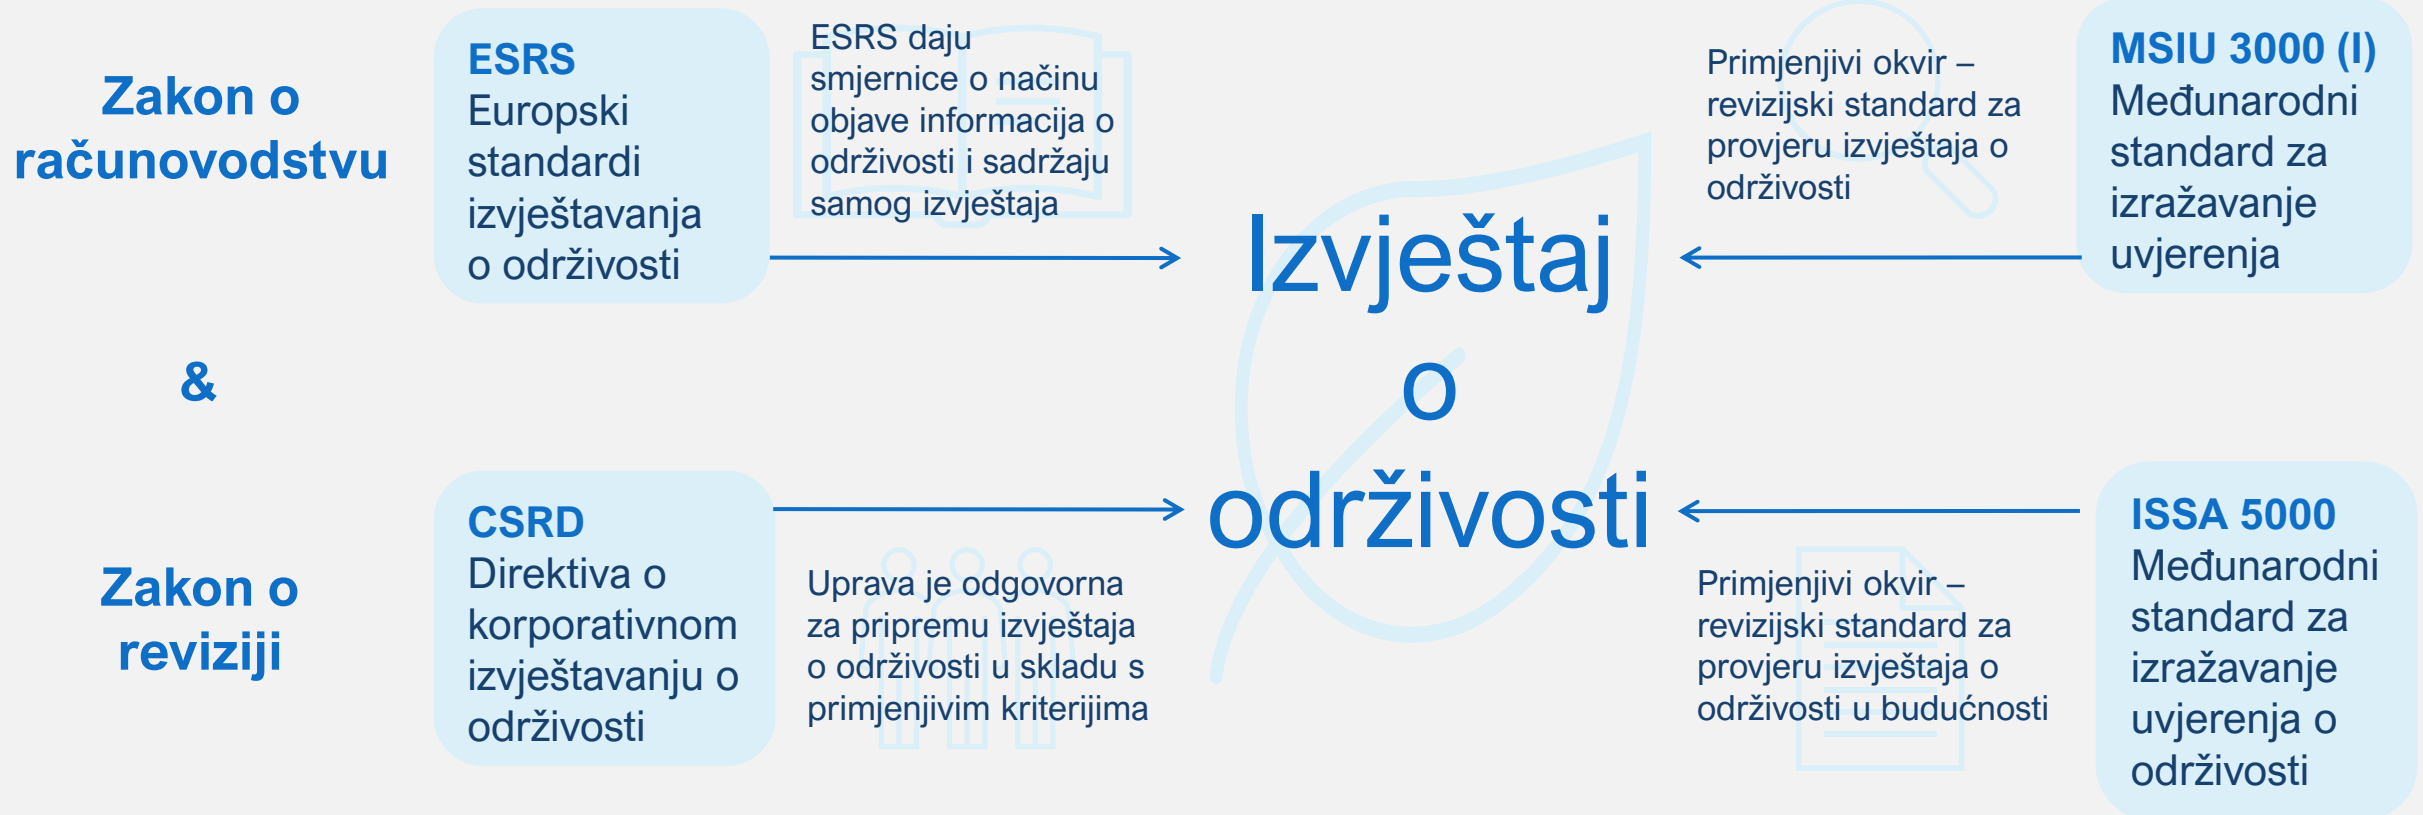 Zakon o
računovodstvu
&
Zakon o
reviziji
ESRS
Europski
standardi
izvještavanja
o održivosti
ESRS daju
smjernice o načinu
objave informacija o
održivosti i sadržaju
samog izvještaja
CSRD
Direktiva o
korporativnom
izvještavanju o
održivosti
Uprava je odgovorna
za pripremu izvještaja
o održivosti u skladu s
primjenjivim kriterijima
Izvještaj
o
održivosti
Primjenjivi okvir –
revizijski standard za
provjeru izvještaja o
održivosti
MSIU 3000 (I)
Međunarodni
standard za
izražavanje
uvjerenja
Primjenjivi okvir –
revizijski standard za
provjeru izvještaja o
održivosti u budućnosti
ISSA 5000
Međunarodni
standard za
izražavanje
uvjerenja o
održivosti